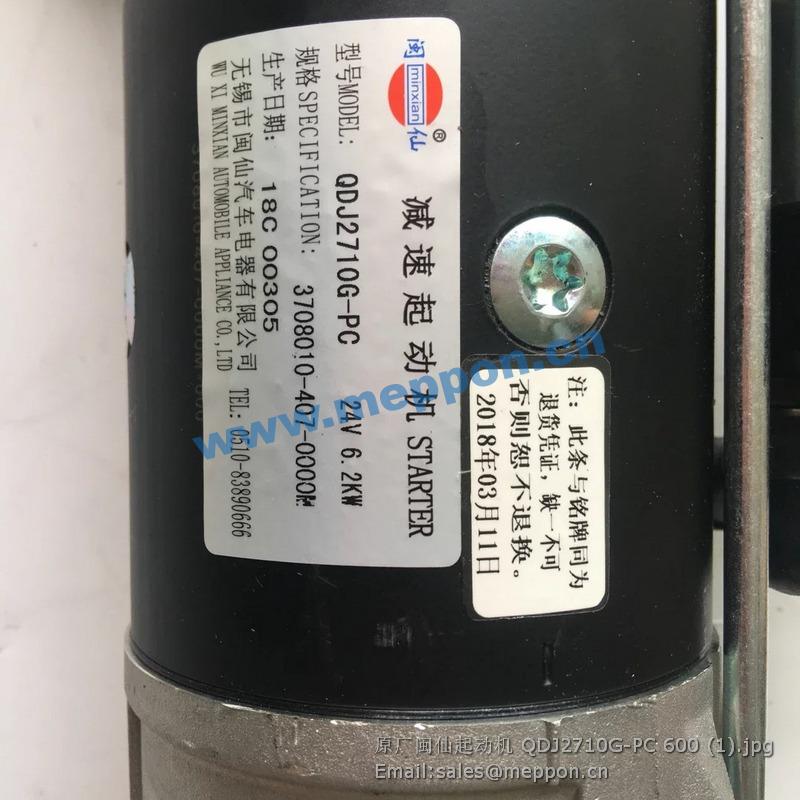 闽仙
minxian
®
减速起动机 STARTER
型号MODEL: QDJ2710G-PC 24V 6.2KW
规格SPECIFICATION: 3708010-407-0000M
生产日期: 18C 00305
无锡市闽仙汽车电器有限公司 TEL: 0510-83890666
WU XI MINXIAN AUTOMOBILE APPLIANCE CO.,LTD
注: 此条与铭牌同为
退货凭证, 缺一不可
否则恕不退换。
2018年03月11日
www.meppon.cn
原厂闽仙起动机 QDJ2710G-PC 600 (1).jpg
Email:sales@meppon.cn